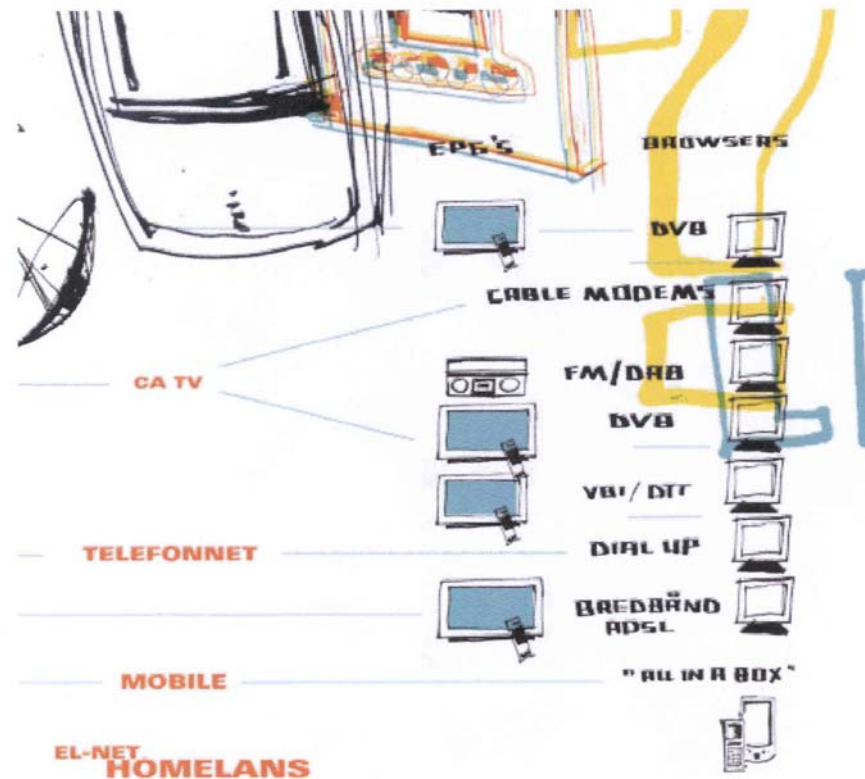 EPG'S BROWSERS
DVB
CABLE MODEMS
CA TV
FM/DAB
DVB
VBI/DTT
TELEFONNET
DIAL UP
BREDBÅND
ADSL
MOBILE
"ALL IN A BOX"
EL-NET
HOMELANS